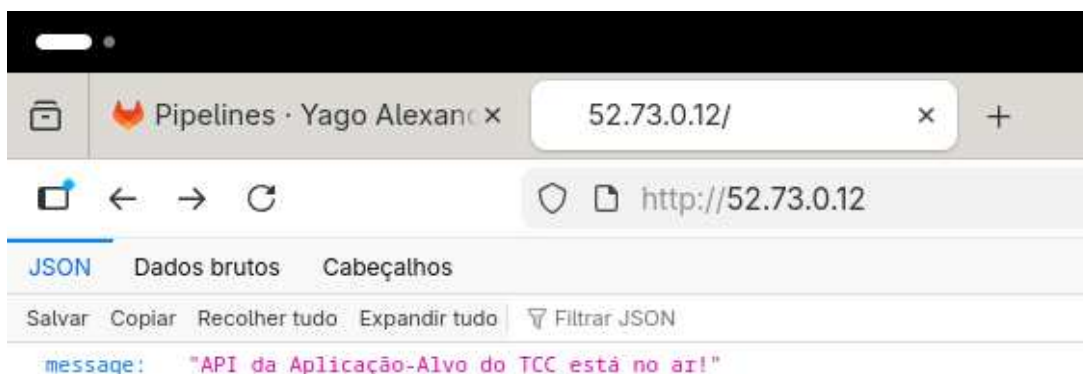 Pipelines · Yago Alexand
52.73.0.12/
http://52.73.0.12
JSON Dados brutos Cabeçalhos
Salvar Copiar Recolher tudo Expandir tudo Filtrar JSON
message: "API da Aplicação-Alvo do TCC está no ar!"